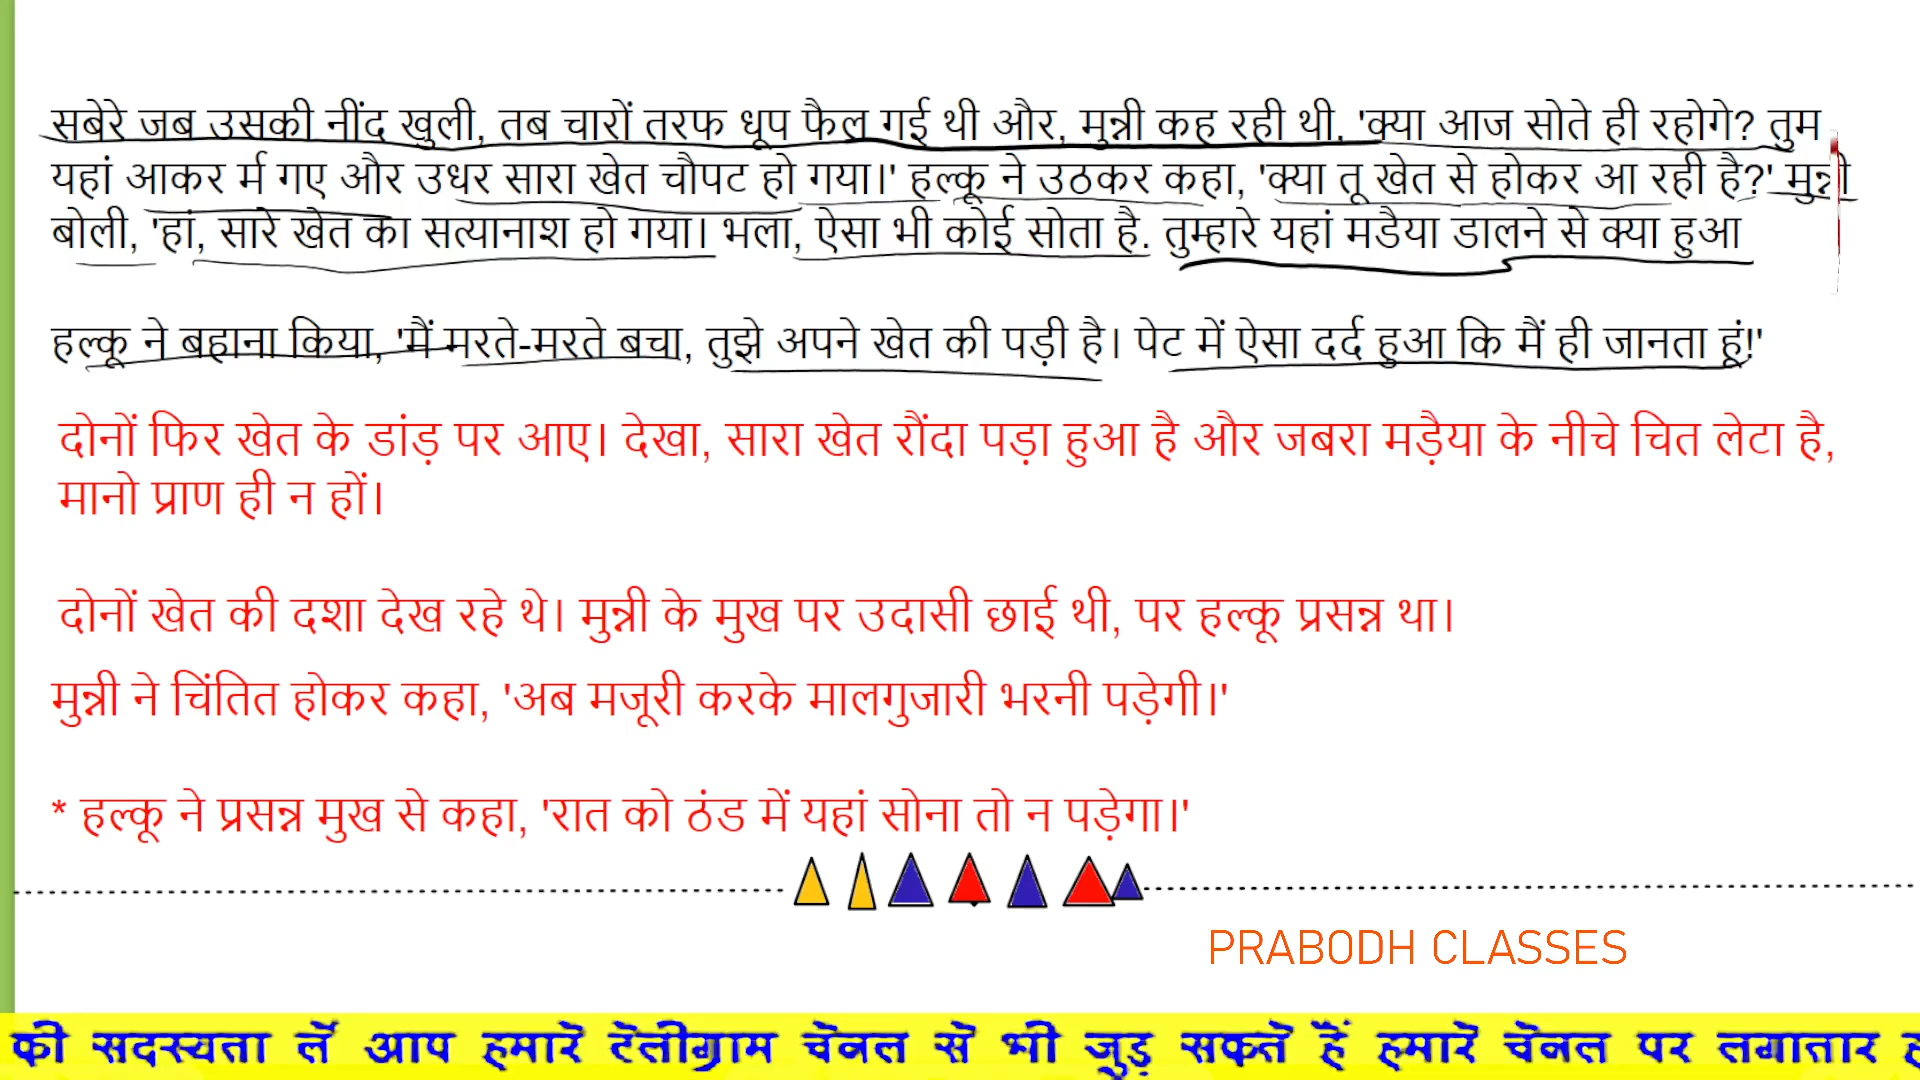 सबेरे जब उसकी नींद खुली, तब चारों तरफ धूप फैल गई थी और, मुन्नी कह रही थी. 'क्या आज सोते ही रहोगे? तुम
यहां आकर र्म गए और उधर सारा खेत चौपट हो गया।' हल्कू ने उठकर कहा, 'क्या तू खेत से होकर आ रही है?' मुन्नी
बोली, 'हां, सारे खेत का सत्यानाश हो गया। भला, ऐसा भी कोई सोता है. तुम्हारे यहां मडैया डालने से क्या हुआ
हल्कू ने बहाना किया, 'मैं मरते-मरते बचा, तुझे अपने खेत की पड़ी है। पेट में ऐसा दर्द हुआ कि मैं ही जानता हूं!'
दोनों फिर खेत के डांड़ पर आए। देखा, सारा खेत रौंदा पड़ा हुआ है और जबरा मड़ैया के नीचे चित लेटा है,
मानो प्राण ही न हों।
दोनों खेत की दशा देख रहे थे। मुन्नी के मुख पर उदासी छाई थी, पर हल्कू प्रसन्न था।
मुन्नी ने चिंतित होकर कहा, 'अब मजूरी करके मालगुजारी भरनी पड़ेगी।'
* हल्कू ने प्रसन्न मुख से कहा, 'रात को ठंड में यहां सोना तो न पड़ेगा।'
PRABODH CLASSES
की सदस्यता लें आप हमारे टेलीग्राम चेनल से भी जुड़ सकतें हैं हमारे चेनल पर लगातार